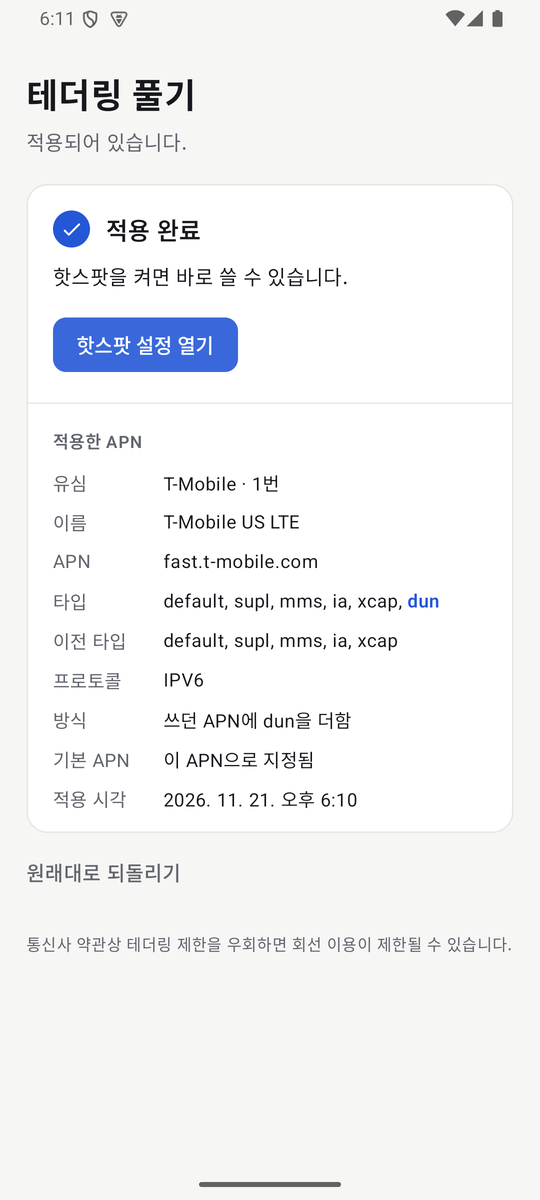 6:11
테더링 풀기
적용되어 있습니다.
적용 완료
핫스팟을 켜면 바로 쓸 수 있습니다.
핫스팟 설정 열기
적용한 APN
유심 T-Mobile · 1번
이름 T-Mobile US LTE
APN fast.t-mobile.com
타입 default, supl, mms, ia, xcap, dun
이전 타입 default, supl, mms, ia, xcap
프로토콜 IPV6
방식 쓰던 APN에 dun을 더함
기본 APN 이 APN으로 지정됨
적용 시각 2026. 11. 21. 오후 6:10
원래대로 되돌리기
통신사 약관상 테더링 제한을 우회하면 회선 이용이 제한될 수 있습니다.